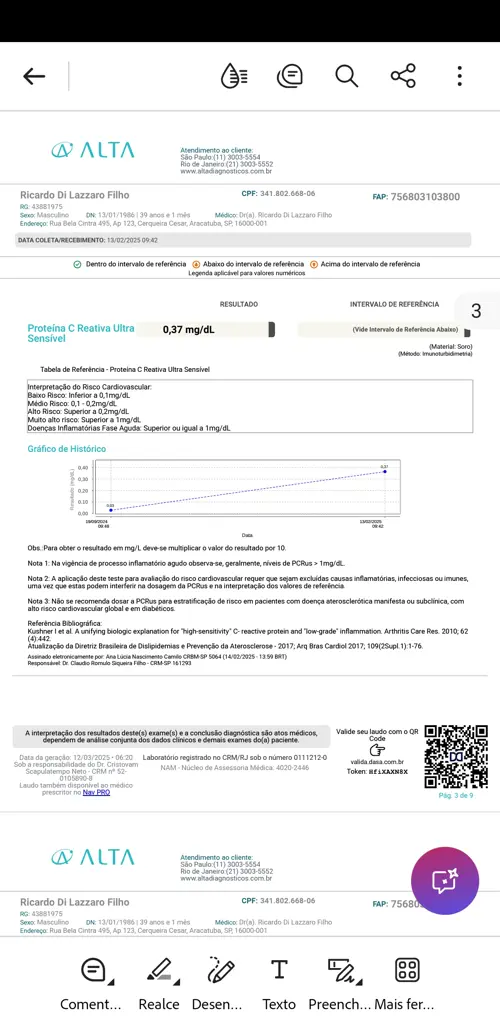 ALTA
Atendimento ao cliente:
São Paulo:(11) 3003-5554
Rio de Janeiro:(21) 3003-5552
www.altadiagnosticos.com.br
Ricardo Di Lazzaro Filho
CPF: 341.802.668-06
FAP: 756803103800
RG: 43881975
Sexo: Masculino DN: 13/01/1986 | 39 anos e 1 mês Médico: Dr(a). Ricardo Di Lazzaro Filho
Endereço: Rua Bela Cintra 495, Ap 123, Cerqueira Cesar, Aracatuba, SP, 16000-001
DATA COLETA/RECEBIMENTO: 13/02/2025 09:42
Dentro do intervalo de referência Abaixo do intervalo de referência Acima do intervalo de referência
Legenda aplicável para valores numéricos
RESULTADO INTERVALO DE REFERÊNCIA
3
Proteína C Reativa Ultra Sensível
0,37 mg/dL
(Vide Intervalo de Referência Abaixo)
(Material: Soro)
(Método: Imunoturbidimetria)
Tabela de Referência - Proteína C Reativa Ultra Sensível
Interpretação do Risco Cardiovascular:
Baixo Risco: Inferior a 0,1mg/dL
Médio Risco: 0,1 - 0,2mg/dL
Alto Risco: Superior a 0,2mg/dL
Muito alto risco: Superior a 1mg/dL
Doenças Inflamatórias Fase Aguda: Superior ou igual a 1mg/dL
Gráfico de Histórico
Resultado (mg/dL)
0.40
0.30
0.20
0.10
0.00
0,03
0,37
19/09/2024
09:48
13/02/2025
09:42
Data
Obs.:Para obter o resultado em mg/L deve-se multiplicar o valor do resultado por 10.
Nota 1: Na vigência de processo inflamatório agudo observa-se, geralmente, níveis de PCRus > 1mg/dL.
Nota 2: A aplicação deste teste para avaliação do risco cardiovascular requer que sejam excluídas causas inflamatórias, infecciosas ou imunes,
uma vez que estas podem interferir na dosagem da PCRus e na interpretação dos valores de referência.
Nota 3: Não se recomenda dosar a PCRus para estratificação de risco em pacientes com doença aterosclerótica manifesta ou subclínica, com
alto risco cardiovascular global e em diabéticos.
Referência Bibliográfica:
Kushner I et al. A unifying biologic explanation for "high-sensitivity" C- reactive protein and "low-grade" inflammation. Arthritis Care Res. 2010; 62
(4):442.
Atualização da Diretriz Brasileira de Dislipidemias e Prevenção da Aterosclerose - 2017; Arq Bras Cardiol 2017; 109(2Supl.1):1-76.
Assinado eletronicamente por: Ana Lúcia Nascimento Camilo CRBM-SP 5064 (14/02/2025 - 13:59 BRT)
Responsável: Dr. Claudio Romulo Siqueira Filho - CRM-SP 161293
A interpretação dos resultados deste(s) exame(s) e a conclusão diagnóstica são atos médicos,
dependem de análise conjunta dos dados clínicos e demais exames do(a) paciente.
Valide seu laudo com o QR
Code
valida.dasa.com.br
Token: HfiXAXN8X
Data da geração: 12/03/2025 • 06:20
Sob a responsabilidade do Dr. Cristovam
Scapulatempo Neto - CRM nº 52-
0105890-8
Laudo também disponível ao médico
prescritor no Nav PRO
Laboratório registrado no CRM/RJ sob o número 0111212-0
NAM - Núcleo de Assessoria Médica: 4020-2446
Pág. 3 de 9
ALTA
Atendimento ao cliente:
São Paulo:(11) 3003-5554
Rio de Janeiro:(21) 3003-5552
www.altadiagnosticos.com.br
Ricardo Di Lazzaro Filho
CPF: 341.802.668-06
FAP: 75680
RG: 43881975
Sexo: Masculino DN: 13/01/1986 | 39 anos e 1 mês Médico: Dr(a). Ricardo Di Lazzaro Filho
Endereço: Rua Bela Cintra 495, Ap 123, Cerqueira Cesar, Aracatuba, SP, 16000-001
Coment... Realce Desen... Texto Preench... Mais fer...